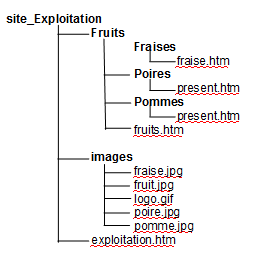 site_Exploitation
Fruits
Fraises
fraise.htm
Poires
present.htm
Pommes
present.htm
fruits.htm
images
fraise.jpg
fruit.jpg
logo.gif
poire.jpg
pomme.jpg
exploitation.htm